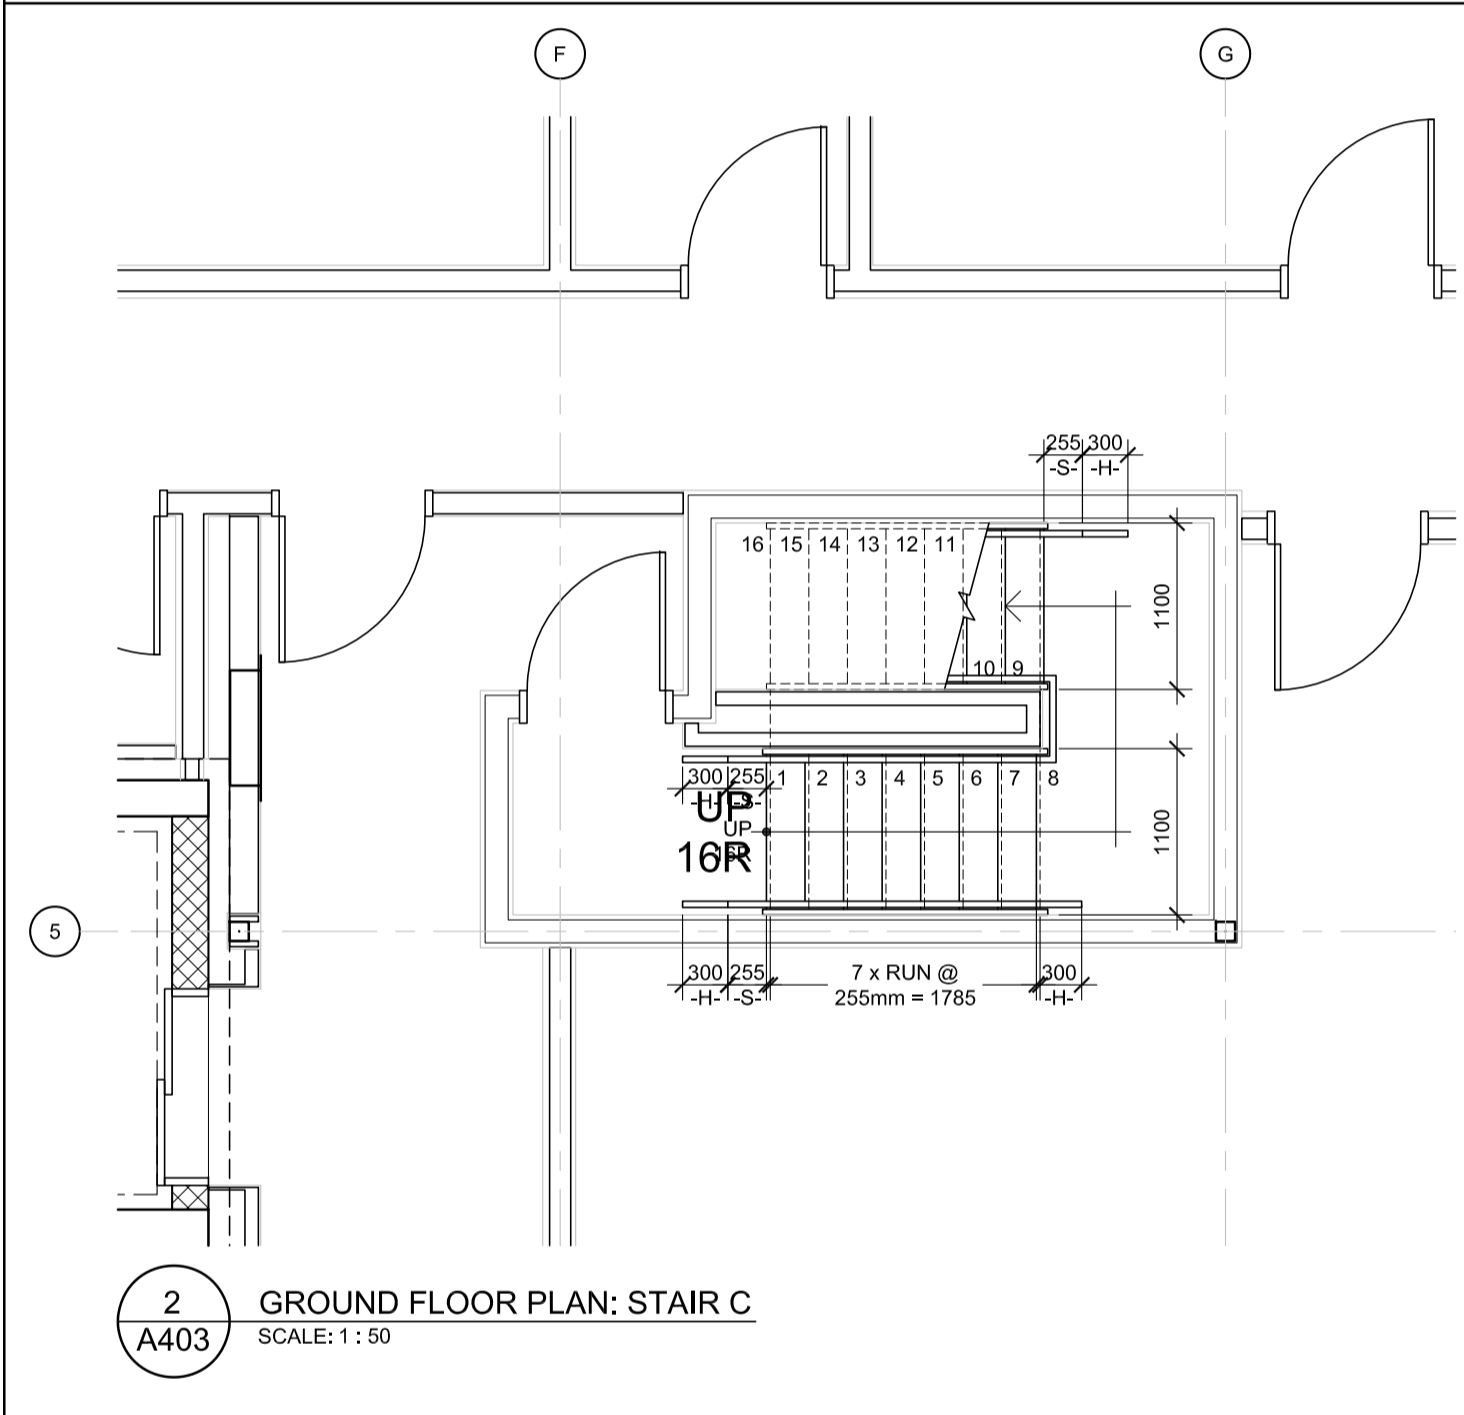 F
G
255 300
-S- -H-
16 15 14 13 12 11
1100
10 9
300 255 1 2 3 4 5 6 7 8
-H- -S-
UP
UP
16R
16R
1100
5
300 255 7 x RUN @ 300
-H- -S- 255mm = 1785 -H-
2
A403
GROUND FLOOR PLAN: STAIR C
SCALE: 1 : 50